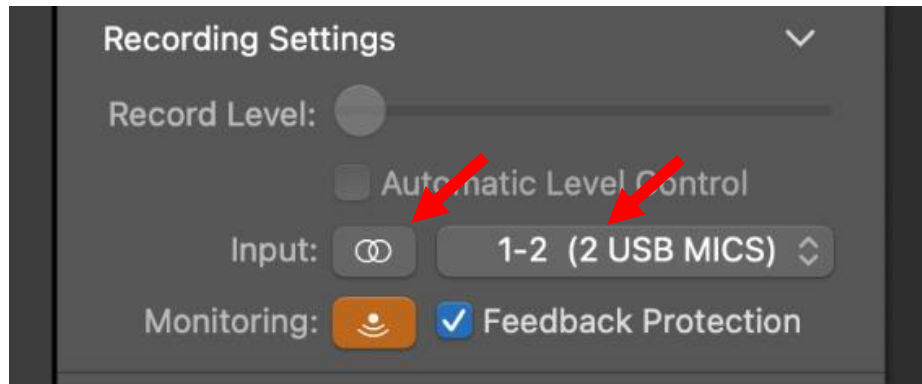 Recording Settings
Record Level:
Automatic Level Control
Input: 1-2 (2 USB MICS)
Monitoring: Feedback Protection